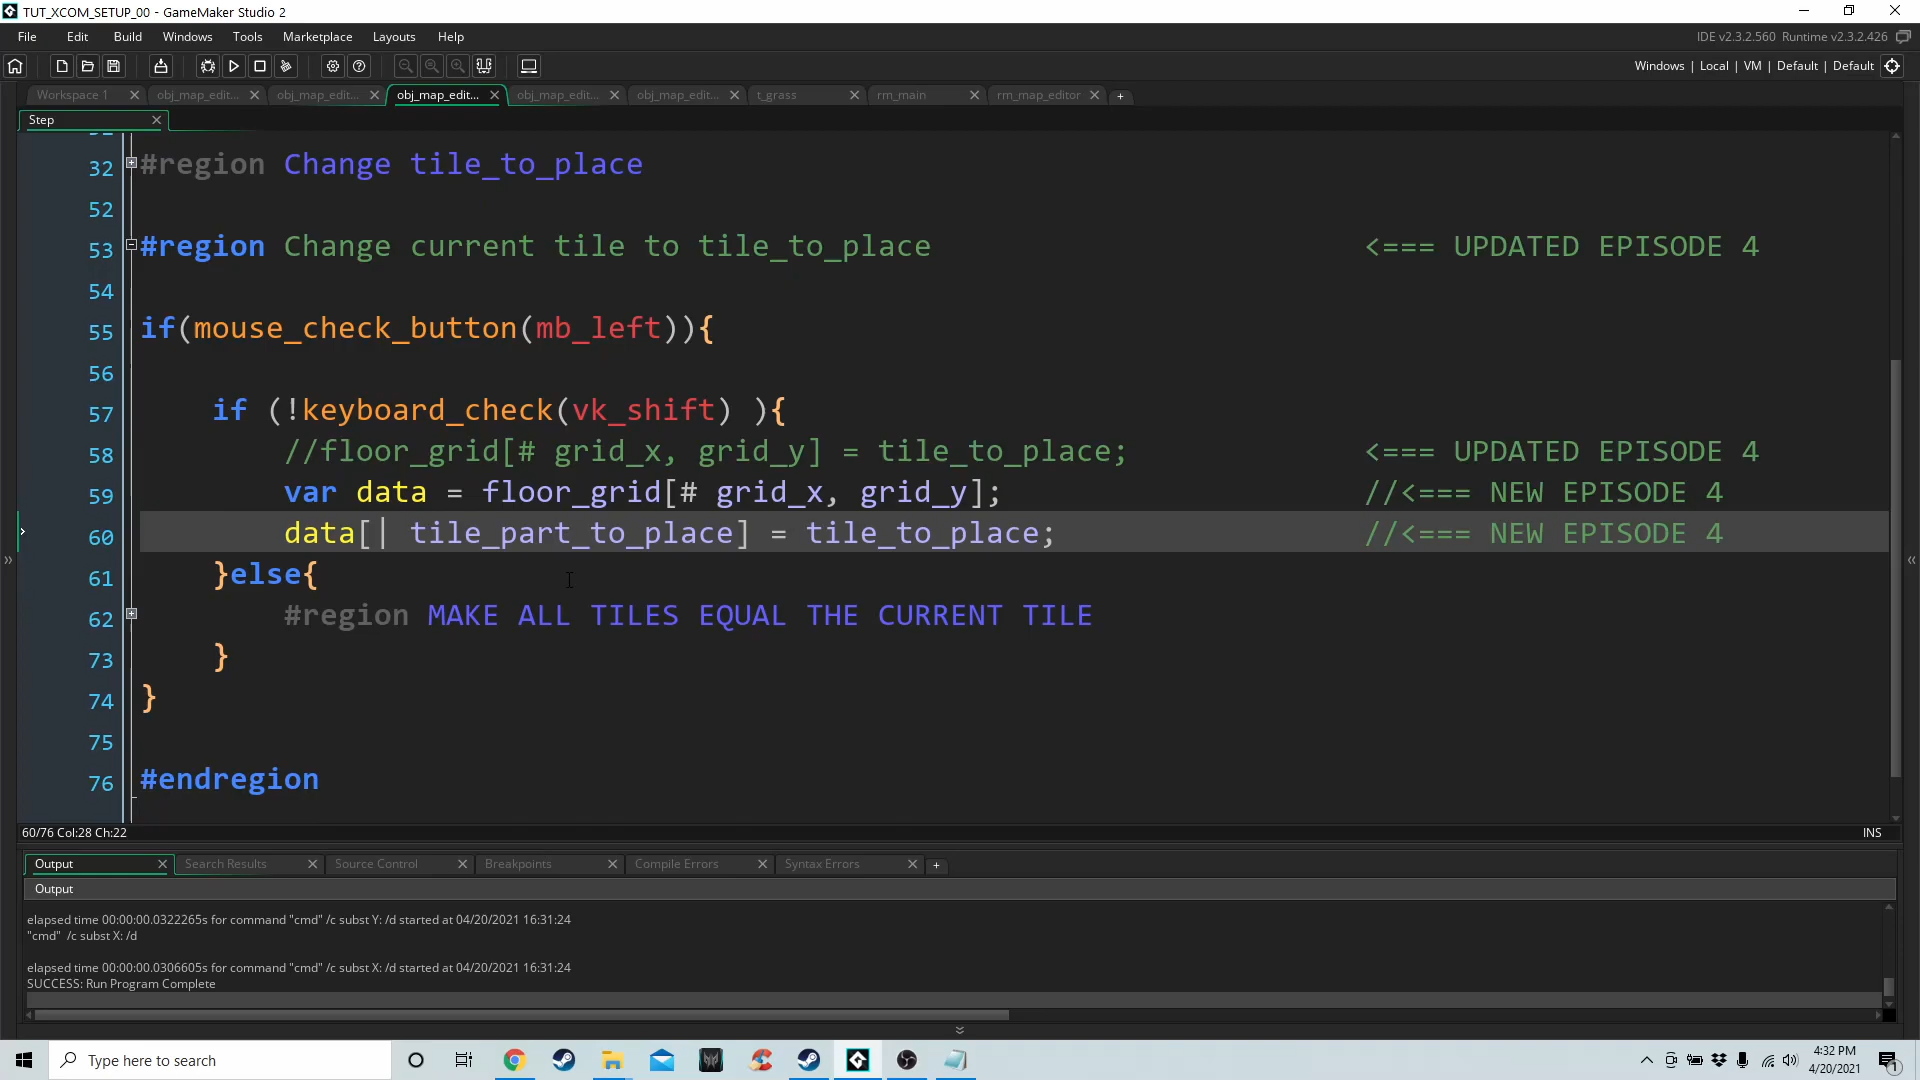 TUT_XCOM_SETUP_00 - GameMaker Studio 2
File Edit Build Windows Tools Marketplace Layouts Help
IDE v2.3.2.560 Runtime v2.3.2.426
Windows | Local | VM | Default | Default
Workspace 1 obj_map_edit... obj_map_edit... obj_map_edit... obj_map_edit... obj_map_edit... t_grass rm_main rm_map_editor +
Step
32 #region Change tile_to_place
52
53 #region Change current tile to tile_to_place <=== UPDATED EPISODE 4
54
55 if(mouse_check_button(mb_left)){
56
57 if (!keyboard_check(vk_shift) ){
58 //floor_grid[# grid_x, grid_y] = tile_to_place; <=== UPDATED EPISODE 4
59 var data = floor_grid[# grid_x, grid_y]; //<=== NEW EPISODE 4
60 data[| tile_part_to_place] = tile_to_place; //<=== NEW EPISODE 4
61 }else{
62 #region MAKE ALL TILES EQUAL THE CURRENT TILE
73 }
74 }
75
76 #endregion
60/76 Col:28 Ch:22 INS
Output Search Results Source Control Breakpoints Compile Errors Syntax Errors +
Output
elapsed time 00:00:00.0322265s for command "cmd" /c subst Y: /d started at 04/20/2021 16:31:24
"cmd" /c subst X: /d
elapsed time 00:00:00.0306605s for command "cmd" /c subst X: /d started at 04/20/2021 16:31:24
SUCCESS: Run Program Complete
Type here to search
4:32 PM
4/20/2021
1